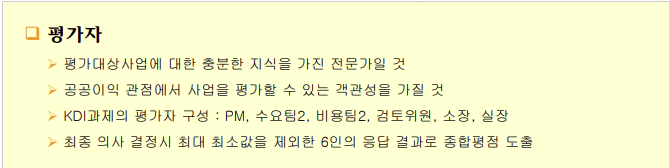 평가자
평가대상사업에 대한 충분한 지식을 가진 전문가일 것
공공이익 관점에서 사업을 평가할 수 있는 객관성을 가질 것
KDI과제의 평가자 구성 : PM, 수요팀2, 비용팀2, 검토위원, 소장, 실장
최종 의사 결정시 최대 최소값을 제외한 6인의 응답 결과로 종합평점 도출